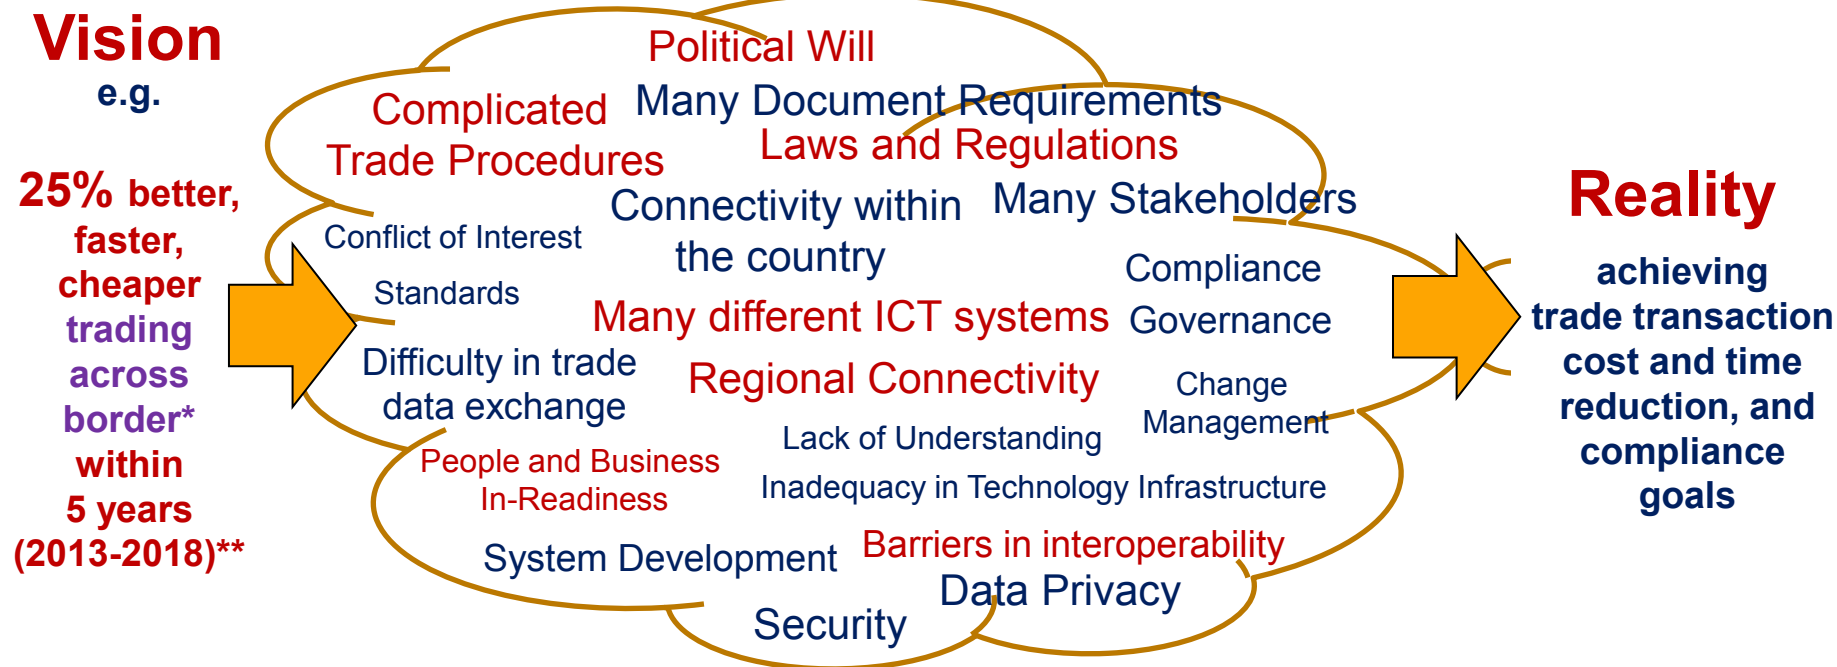 Vision
e.g.
25% better,
faster,
cheaper
trading
across
border*
within
5 years
(2013-2018)**
Political Will
Complicated
Trade Procedures
Many Document Requirements
Laws and Regulations
Connectivity within
the country
Many Stakeholders
Conflict of Interest
Standards
Compliance
Many different ICT systems
Governance
Difficulty in trade
data exchange
Regional Connectivity
Change
Management
Lack of Understanding
People and Business
In-Readiness
Inadequacy in Technology Infrastructure
System Development
Barriers in interoperability
Data Privacy
Security
Reality
achieving
trade transaction
cost and time
reduction, and
compliance
goals